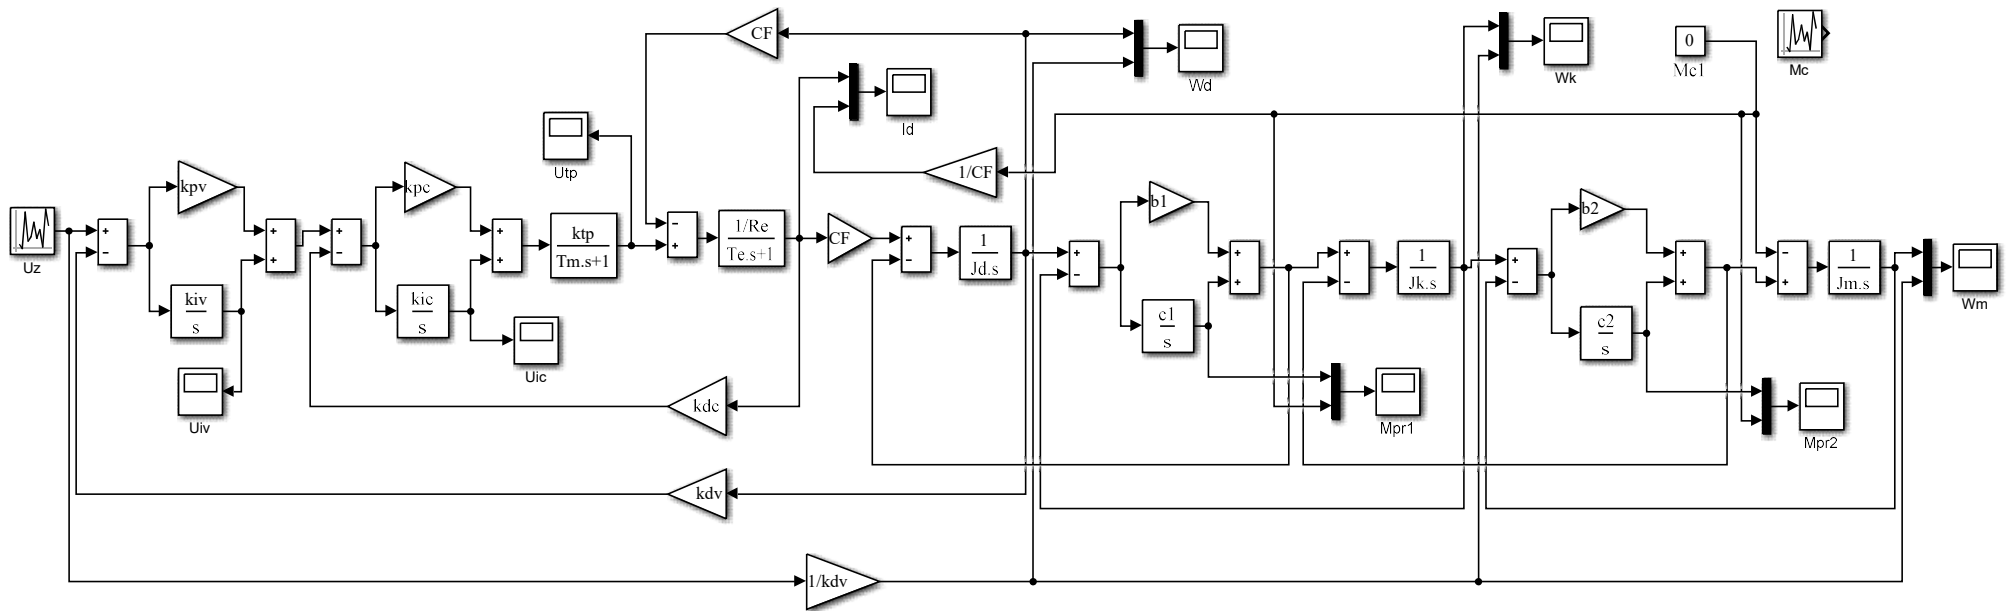 CF
Wd
Wk
0
Mc1
Mc
Id
Utp
1/CF
kpv
kpc
b1
b2
Uz
+
−
+
+
+
−
+
+
ktp
Tm.s+1
−
+
1/Re
Te.s+1
CF
+
−
1
Jd.s
+
−
+
+
+
−
1
Jk.s
+
−
+
+
−
+
1
Jm.s
Wm
kiv
s
kic
s
c1
s
c2
s
Uic
Uiv
kdc
Mpr1
Mpr2
kdv
1/kdv